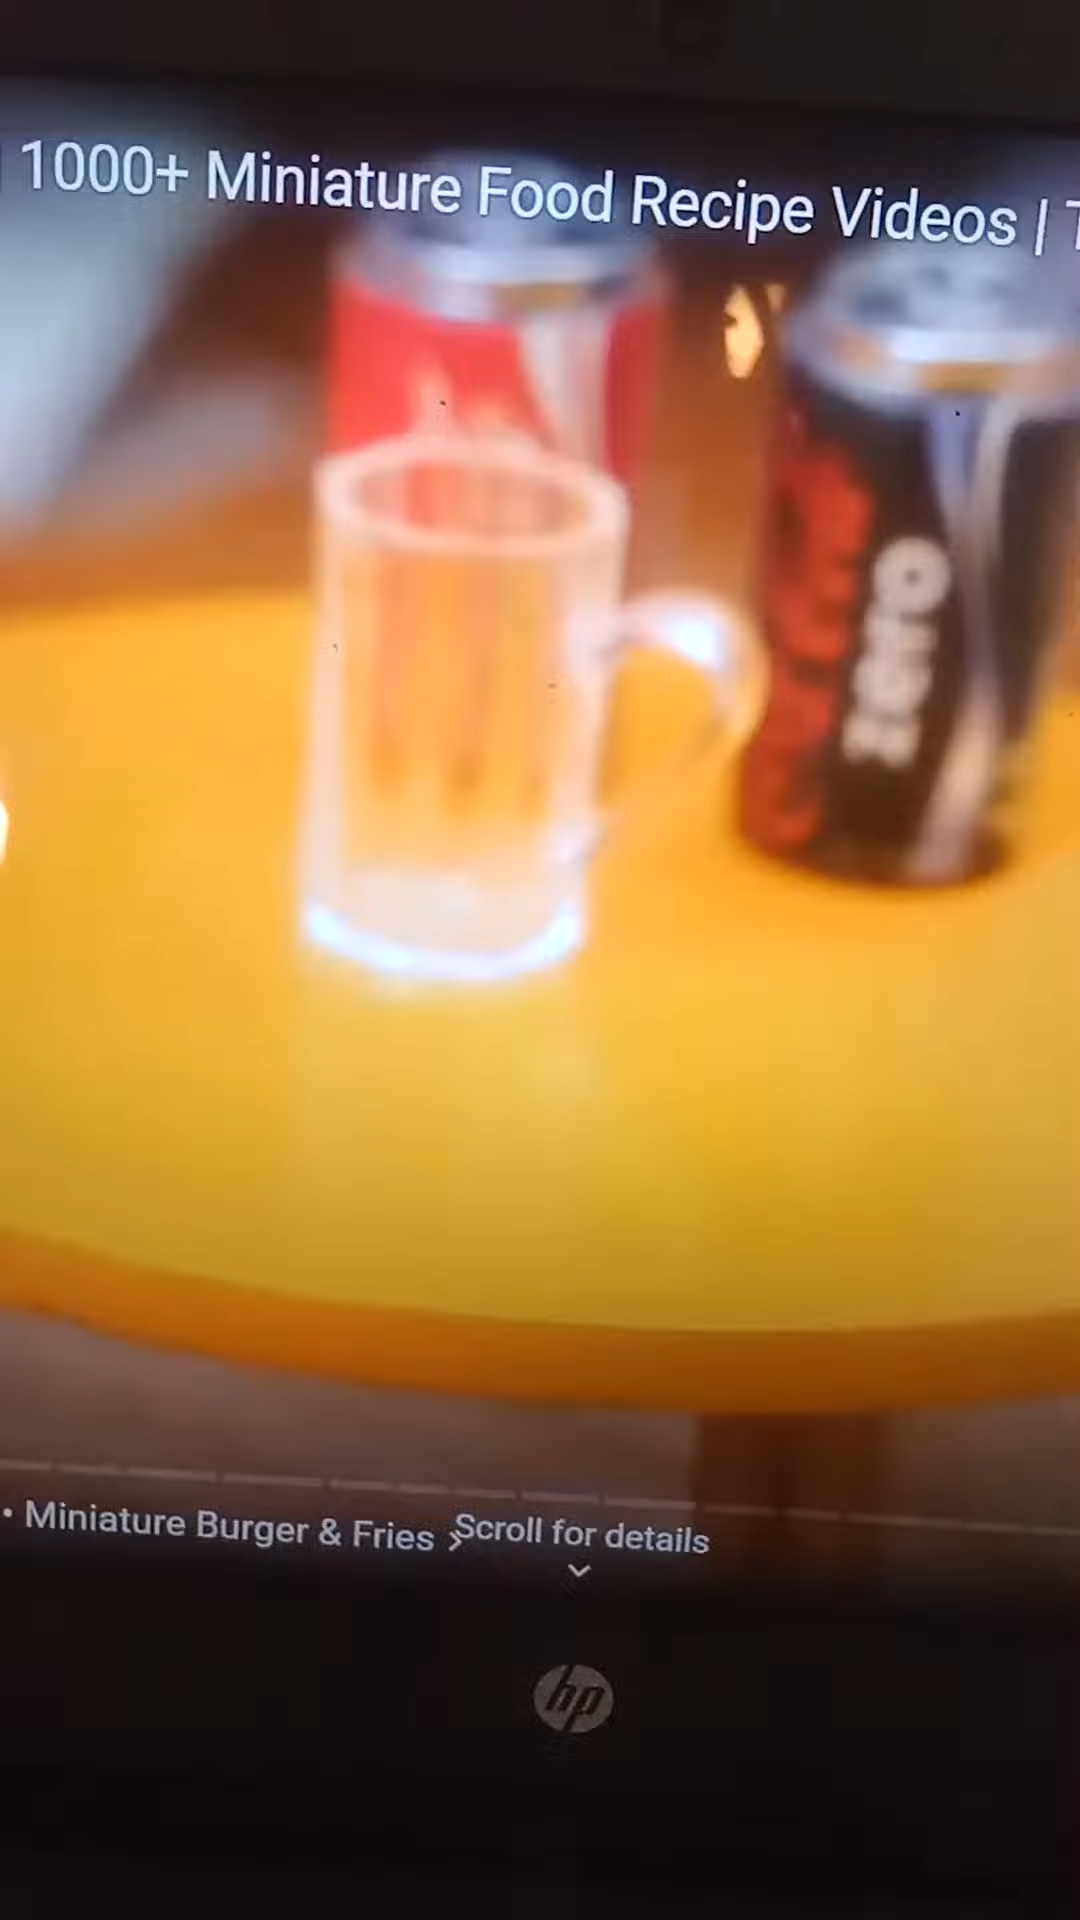 1000+ Miniature Food Recipe Videos |
• Miniature Burger & Fries ›
Scroll for details
hp